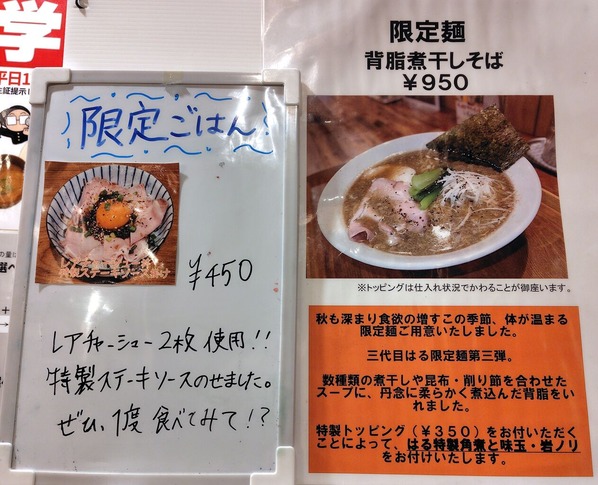 学
平日1
限定ごはん
¥450
レアチャーシュー2枚使用!!
特製ステーキソースのせました。
ぜひ、1度食べてみて!?
限定麺
背脂煮干しそば
￥950
※トッピングは仕入れ状況でかわることが御座います。
秋も深まり食欲の増すこの季節、体が温まる
限定麺ご用意いたしました。
三代目はる限定麺第三弾。
数種類の煮干しや昆布・削り節を合わせた
スープに、丹念に柔らかく煮込んだ背脂をい
れました。
特製トッピング（￥３５０）をお付いただく
ことによって、はる特製角煮と味玉・岩ノリ
をお付けいたします。